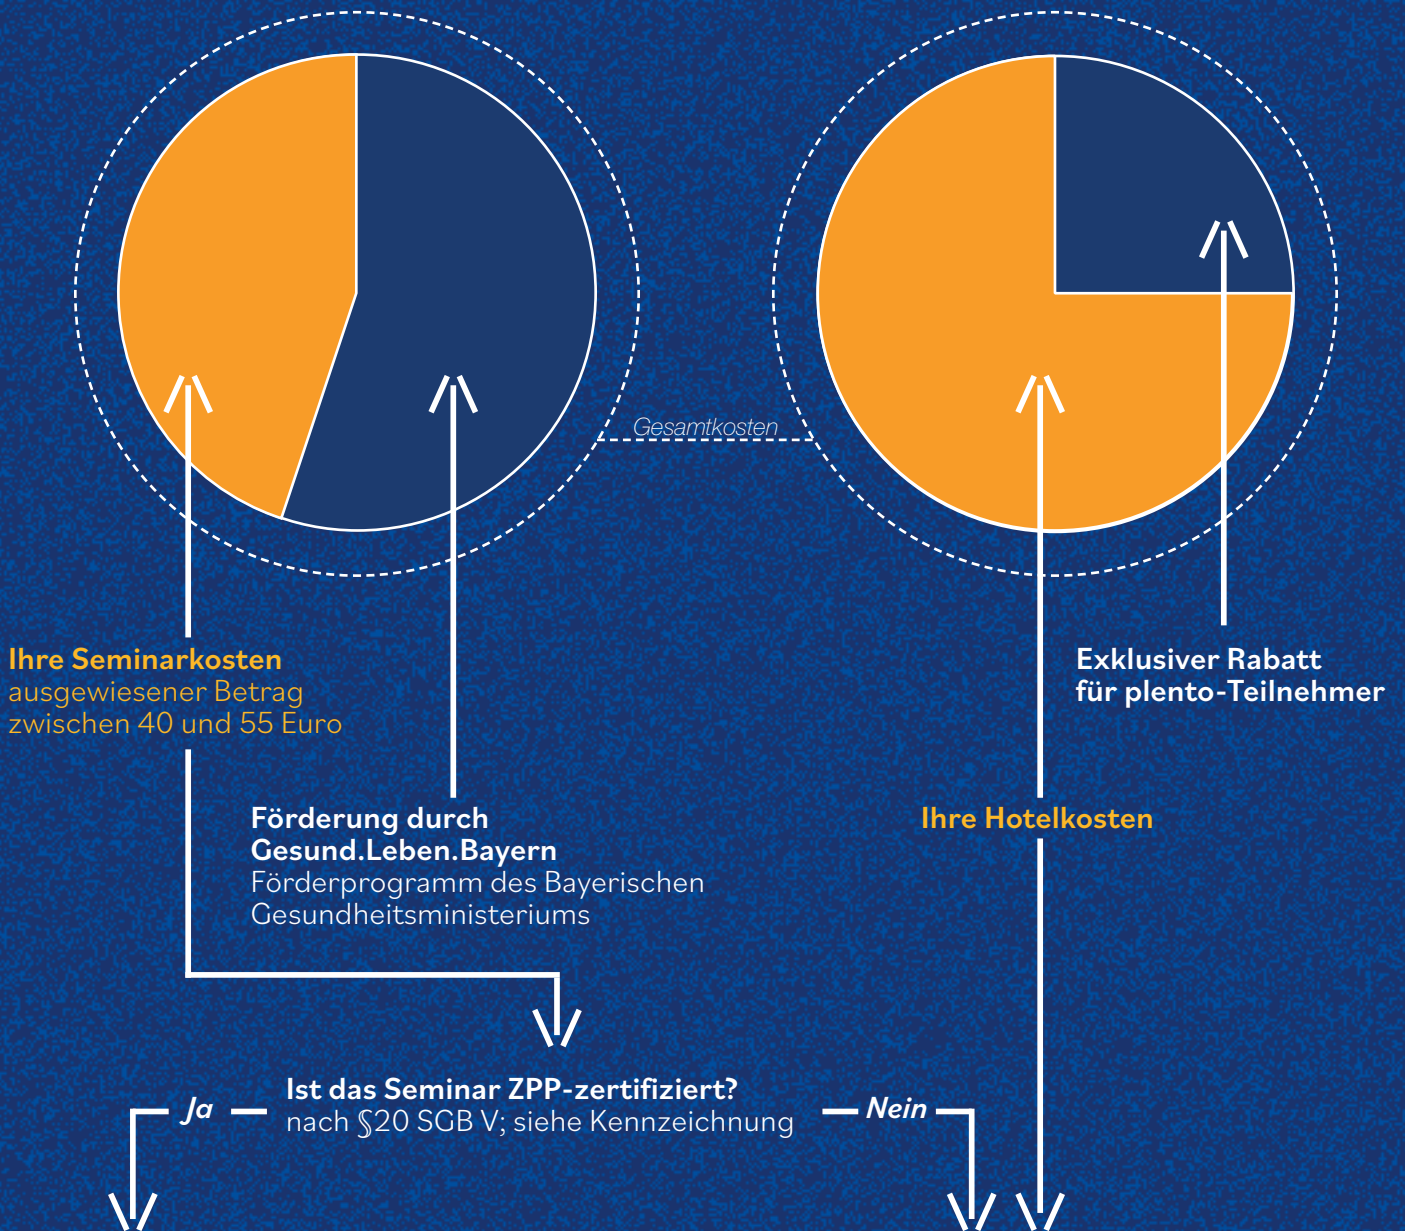 Gesamtkosten
Ihre Seminarkosten
ausgewiesener Betrag
zwischen 40 und 55 Euro
Exklusiver Rabatt
für plento-Teilnehmer
Förderung durch
Gesund.Leben.Bayern
Förderprogramm des Bayerischen
Gesundheitsministeriums
Ihre Hotelkosten
Ist das Seminar ZPP-zertifiziert?
nach §20 SGB V; siehe Kennzeichnung
Ja
Nein